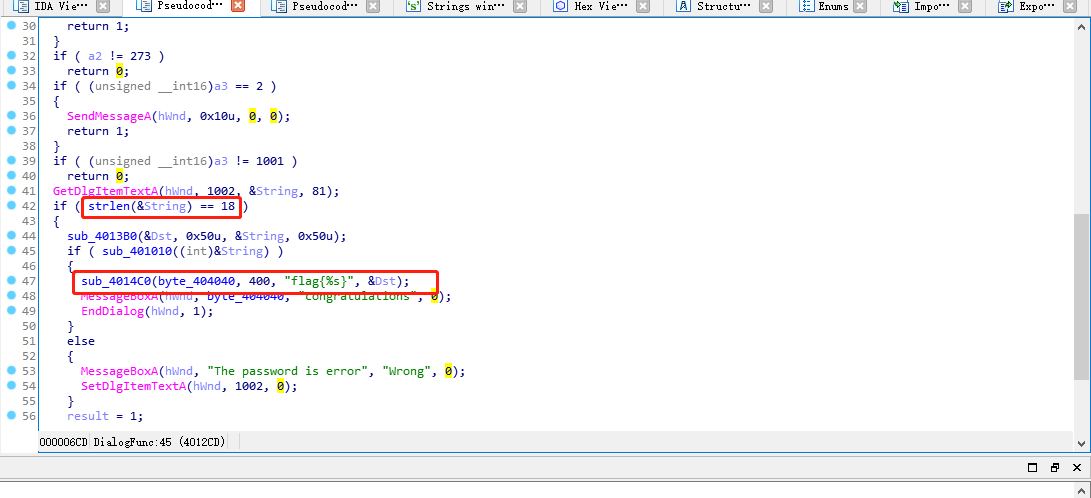 IDA Vie··· Pseudocod··· Pseudocod··· Strings win··· Hex Vie··· Structu··· Enums Impo··· Expo···
30 return 1;
31 }
32 if ( a2 != 273 )
33 return 0;
34 if ( (unsigned __int16)a3 == 2 )
35 {
36 SendMessageA(hWnd, 0x10u, 0, 0);
37 return 1;
38 }
39 if ( (unsigned __int16)a3 != 1001 )
40 return 0;
41 GetDlgItemTextA(hWnd, 1002, &String, 81);
42 if ( strlen(&String) == 18 )
43 {
44 sub_4013B0(&Dst, 0x50u, &String, 0x50u);
45 if ( sub_401010((int)&String) )
46 {
47 sub_4014C0(byte_404040, 400, "flag{%s}", &Dst);
48 MessageBoxA(hWnd, byte_404040, "congratulations", 0);
49 EndDialog(hWnd, 1);
50 }
51 else
52 {
53 MessageBoxA(hWnd, "The password is error", "Wrong", 0);
54 SetDlgItemTextA(hWnd, 1002, 0);
55 }
56 result = 1;
000006CD DialogFunc:45 (4012CD)